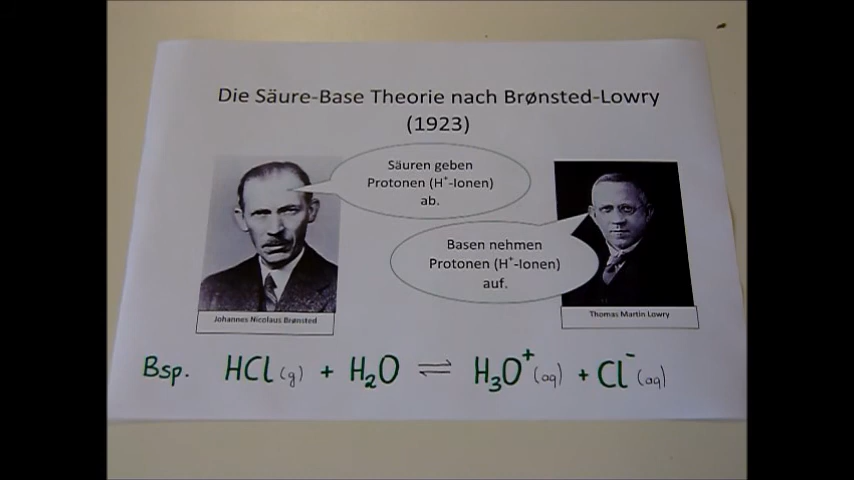 Die Säure-Base Theorie nach Brønsted-Lowry
(1923)
Säuren geben
Protonen (H⁺-Ionen)
ab.
Basen nehmen
Protonen (H⁺-Ionen)
auf.
Johannes Nicolaus Brønsted
Thomas Martin Lowry
Bsp. HCl (g) + H₂O ⇌ H₃O⁺ (aq) + Cl⁻ (aq)